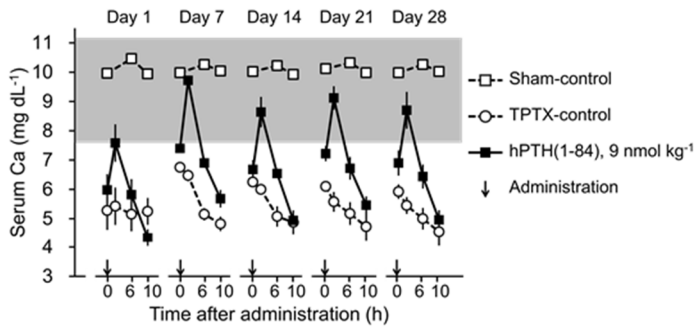 Day 1 Day 7 Day 14 Day 21 Day 28
Serum Ca (mg dL-1)
11
10
9
8
7
6
5
4
3
Sham-control
TPTX-control
hPTH(1-84), 9 nmol kg-1
Administration
0 6 10 0 6 10 0 6 10 0 6 10 0 6 10
Time after administration (h)